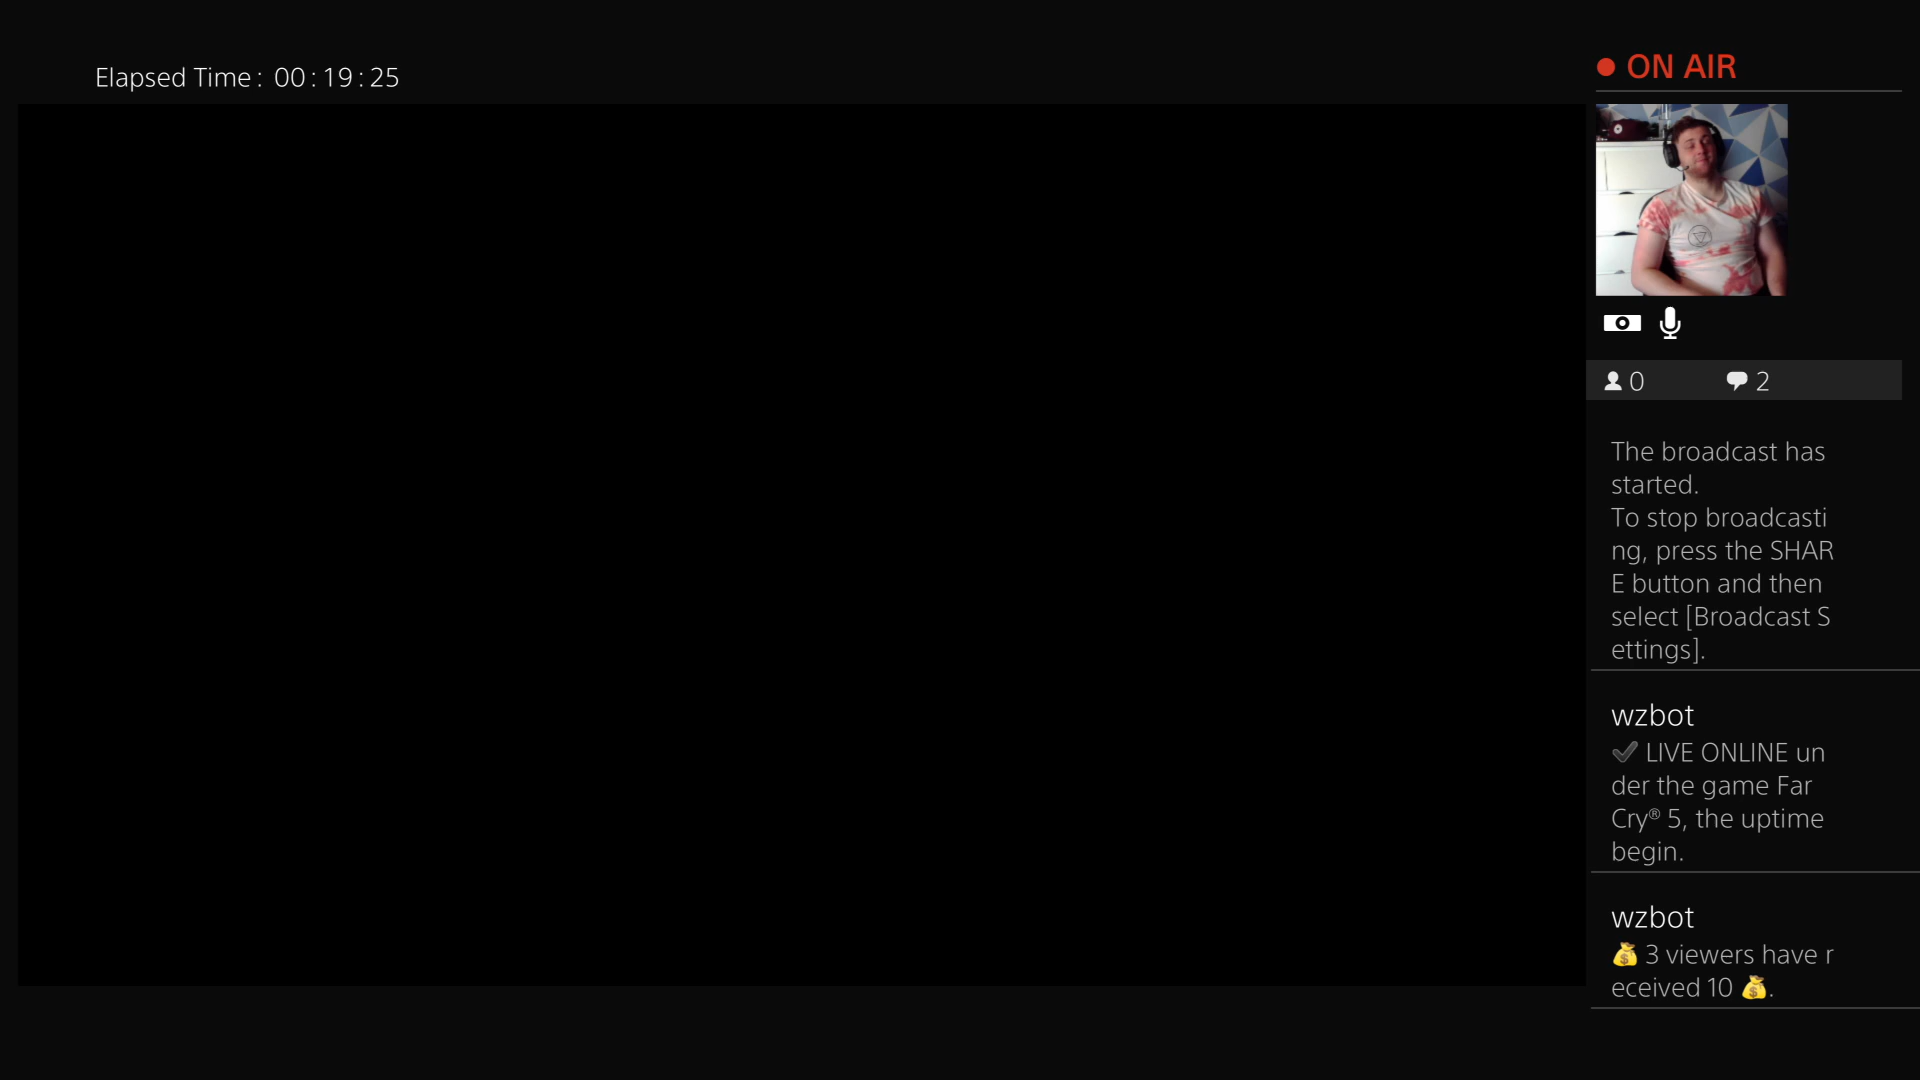 Elapsed Time: 00:19:25
ON AIR
0 2
The broadcast has
started.
To stop broadcasti
ng, press the SHAR
E button and then
select [Broadcast S
ettings].
wzbot
✔ LIVE ONLINE un
der the game Far
Cry® 5, the uptime
begin.
wzbot
💰 3 viewers have r
eceived 10 💰.